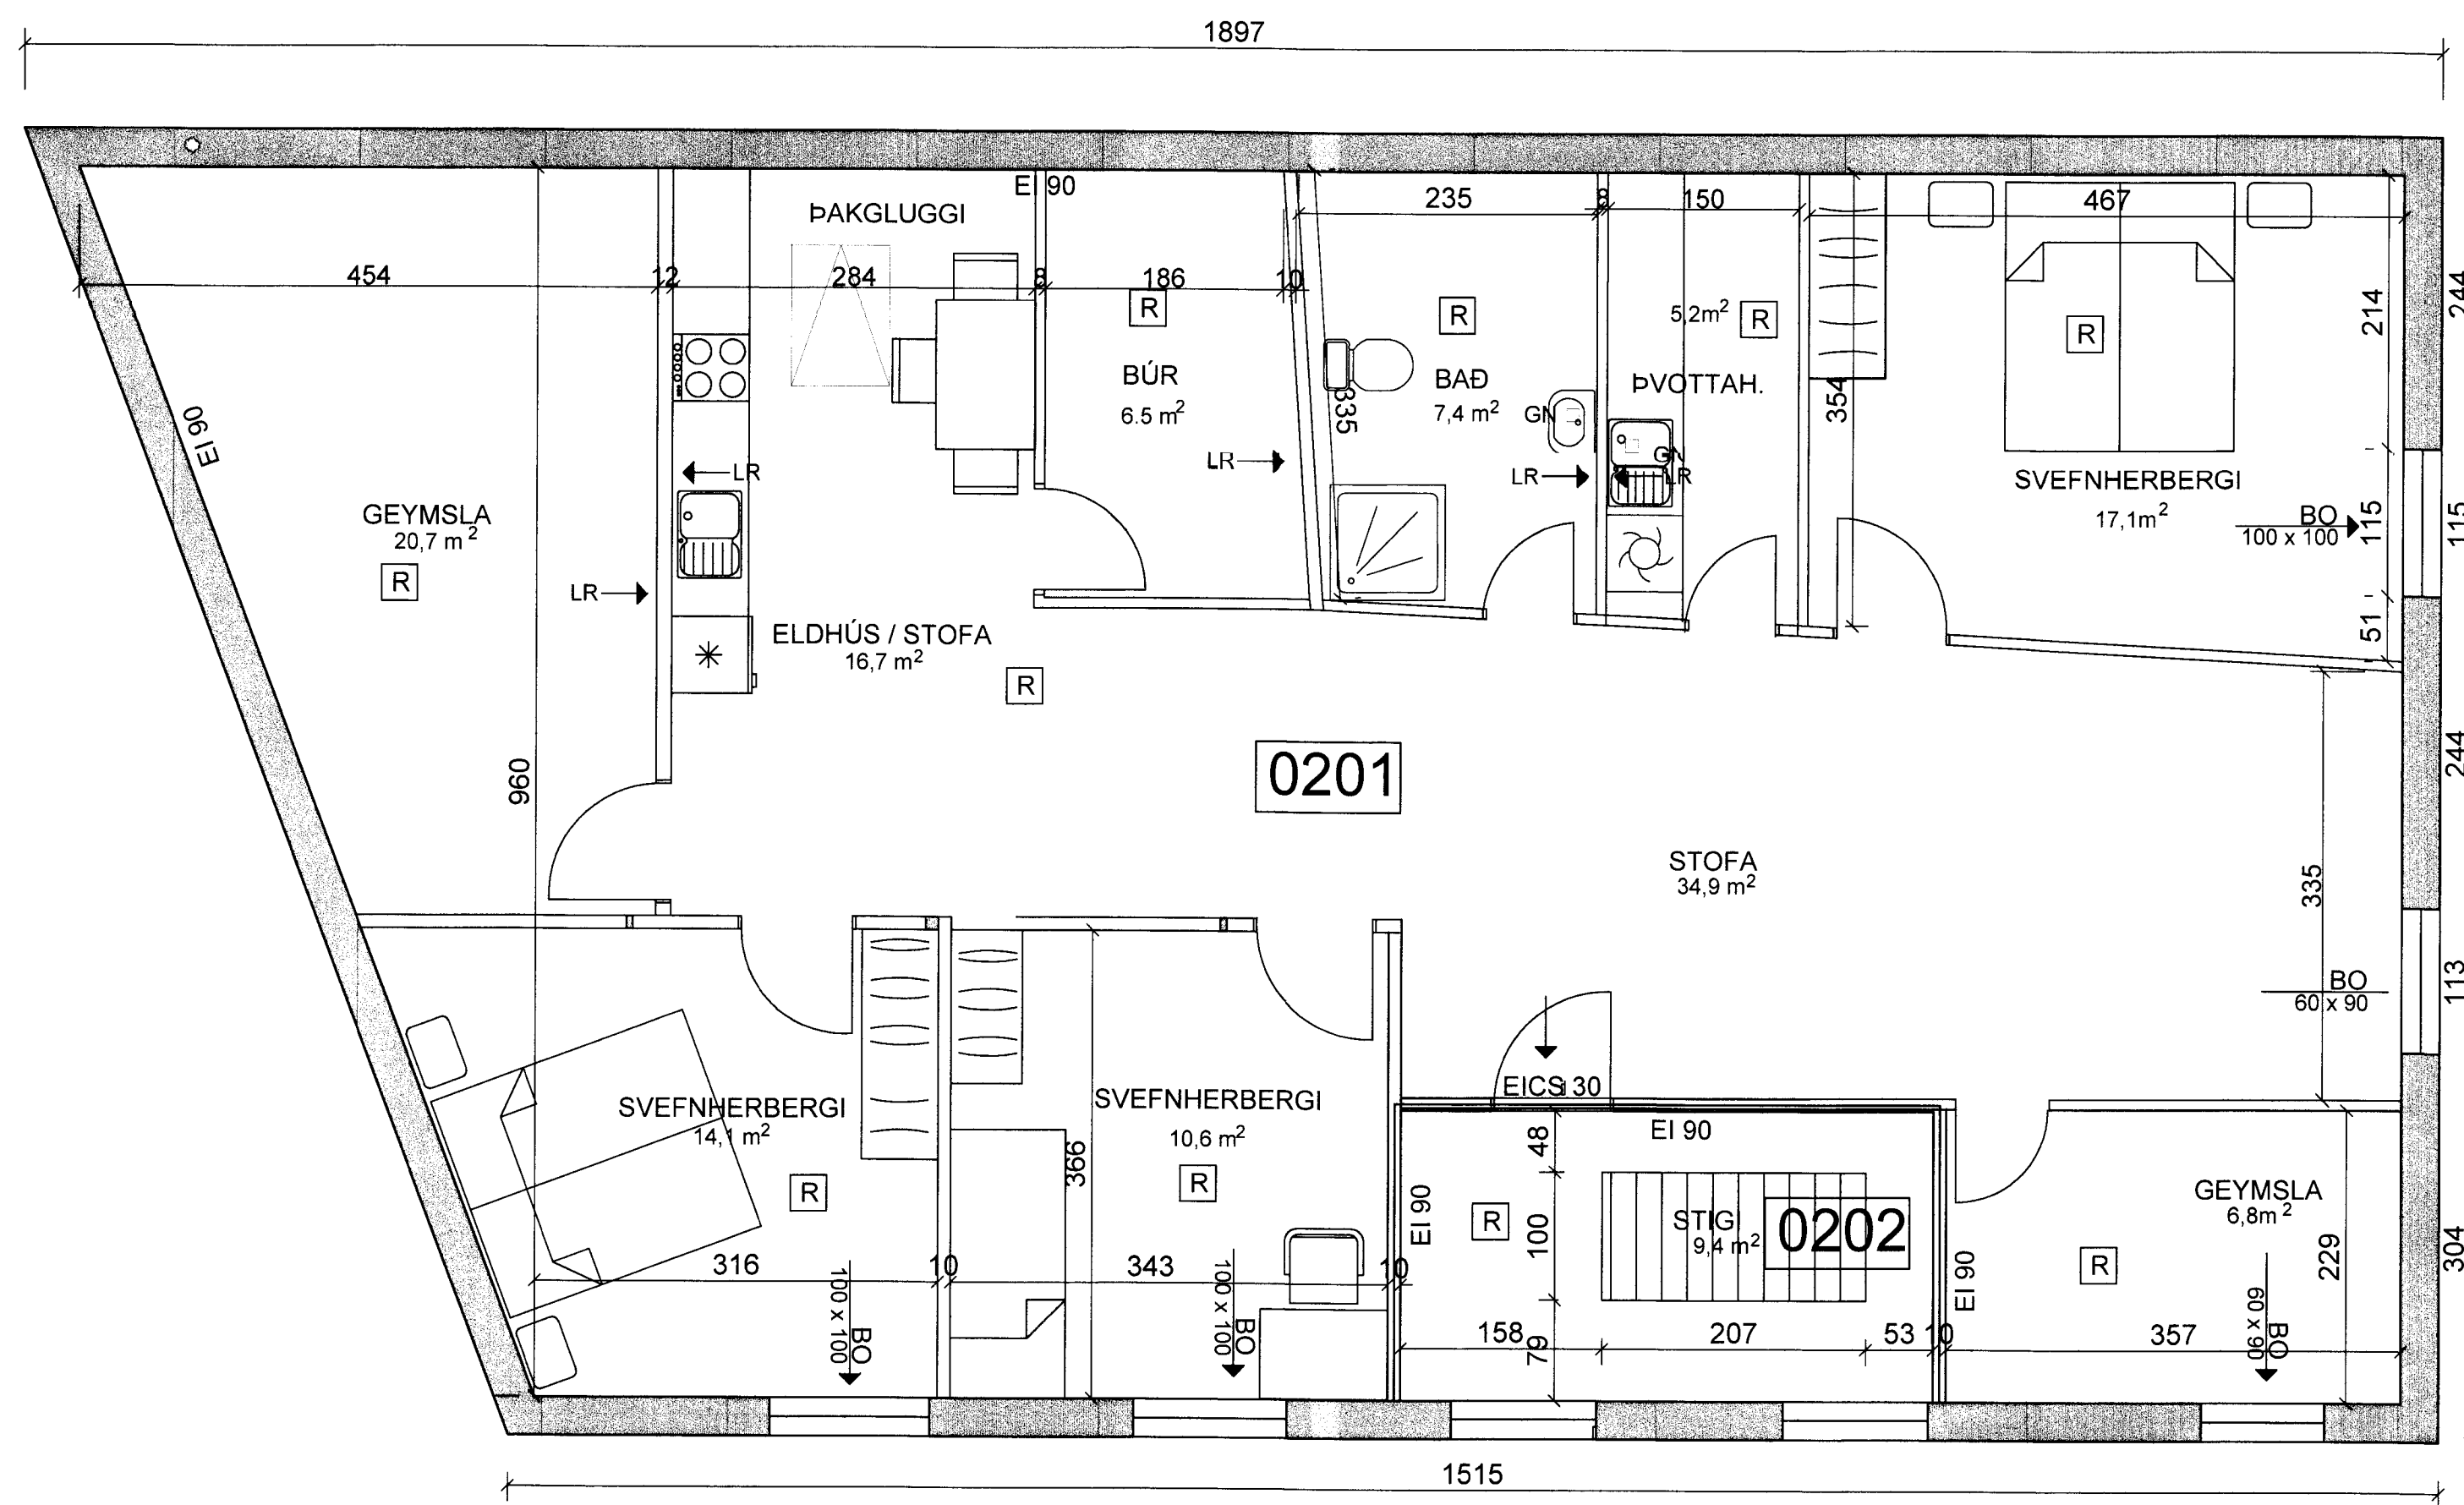 1897
ÞAKGLUGGI
EI 90
235
8
150
467
454
12
284
8
186
10
R
R
5,2m²
R
R
214
244
EI 90
BÚR
6.5 m²
335
BAÐ
7,4 m²
GN
ÞVOTTAH.
354
LR
LR
LR
GN
LR
SVEFNHERBERGI
17,1m²
BO
100 x 100
115
115
GEYMSLA
20,7 m²
R
LR
ELDHÚS / STOFA
16,7 m²
R
51
960
0201
244
STOFA
34,9 m²
335
BO
60 x 90
113
EICS 30
SVEFNHERBERGI
14,1 m²
R
SVEFNHERBERGI
10,6 m²
R
366
EI 90
48
EI 90
R
100
STIGI
9,4 m²
0202
GEYMSLA
6,8m²
R
229
304
EI 90
316
10
343
10
BO
100 x 100
BO
100 x 100
158
79
207
53
10
357
BO
60 x 90
1515